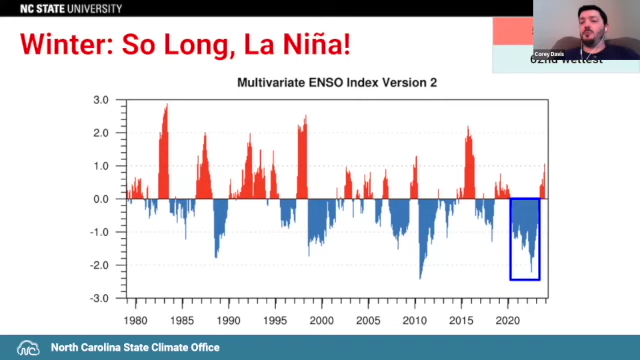 NC STATE UNIVERSITY
Winter: So Long, La Niña!
Corey Davis
62nd wettest
Multivariate ENSO Index Version 2
3.0
2.0
1.0
0.0
-1.0
-2.0
-3.0
1980 1985 1990 1995 2000 2005 2010 2015 2020
North Carolina State Climate Office